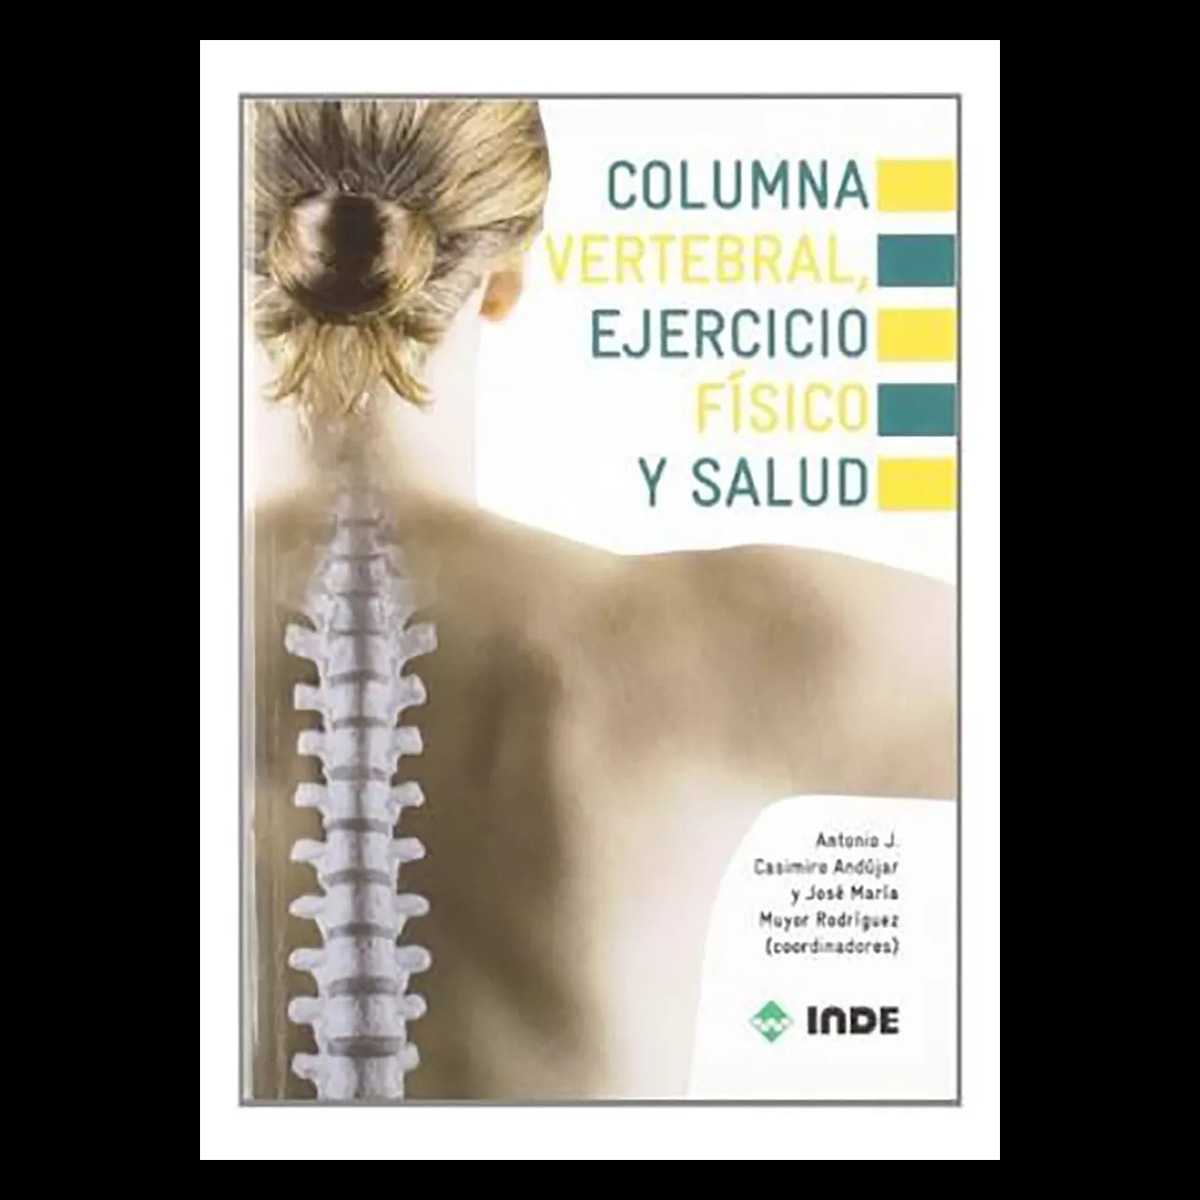 COLUMNA
VERTEBRAL,
EJERCICIO
FÍSICO
Y SALUD
Antonio J.
Casimiro Andújar
y José María
Muyor Rodríguez
(coordinadores)
INDE